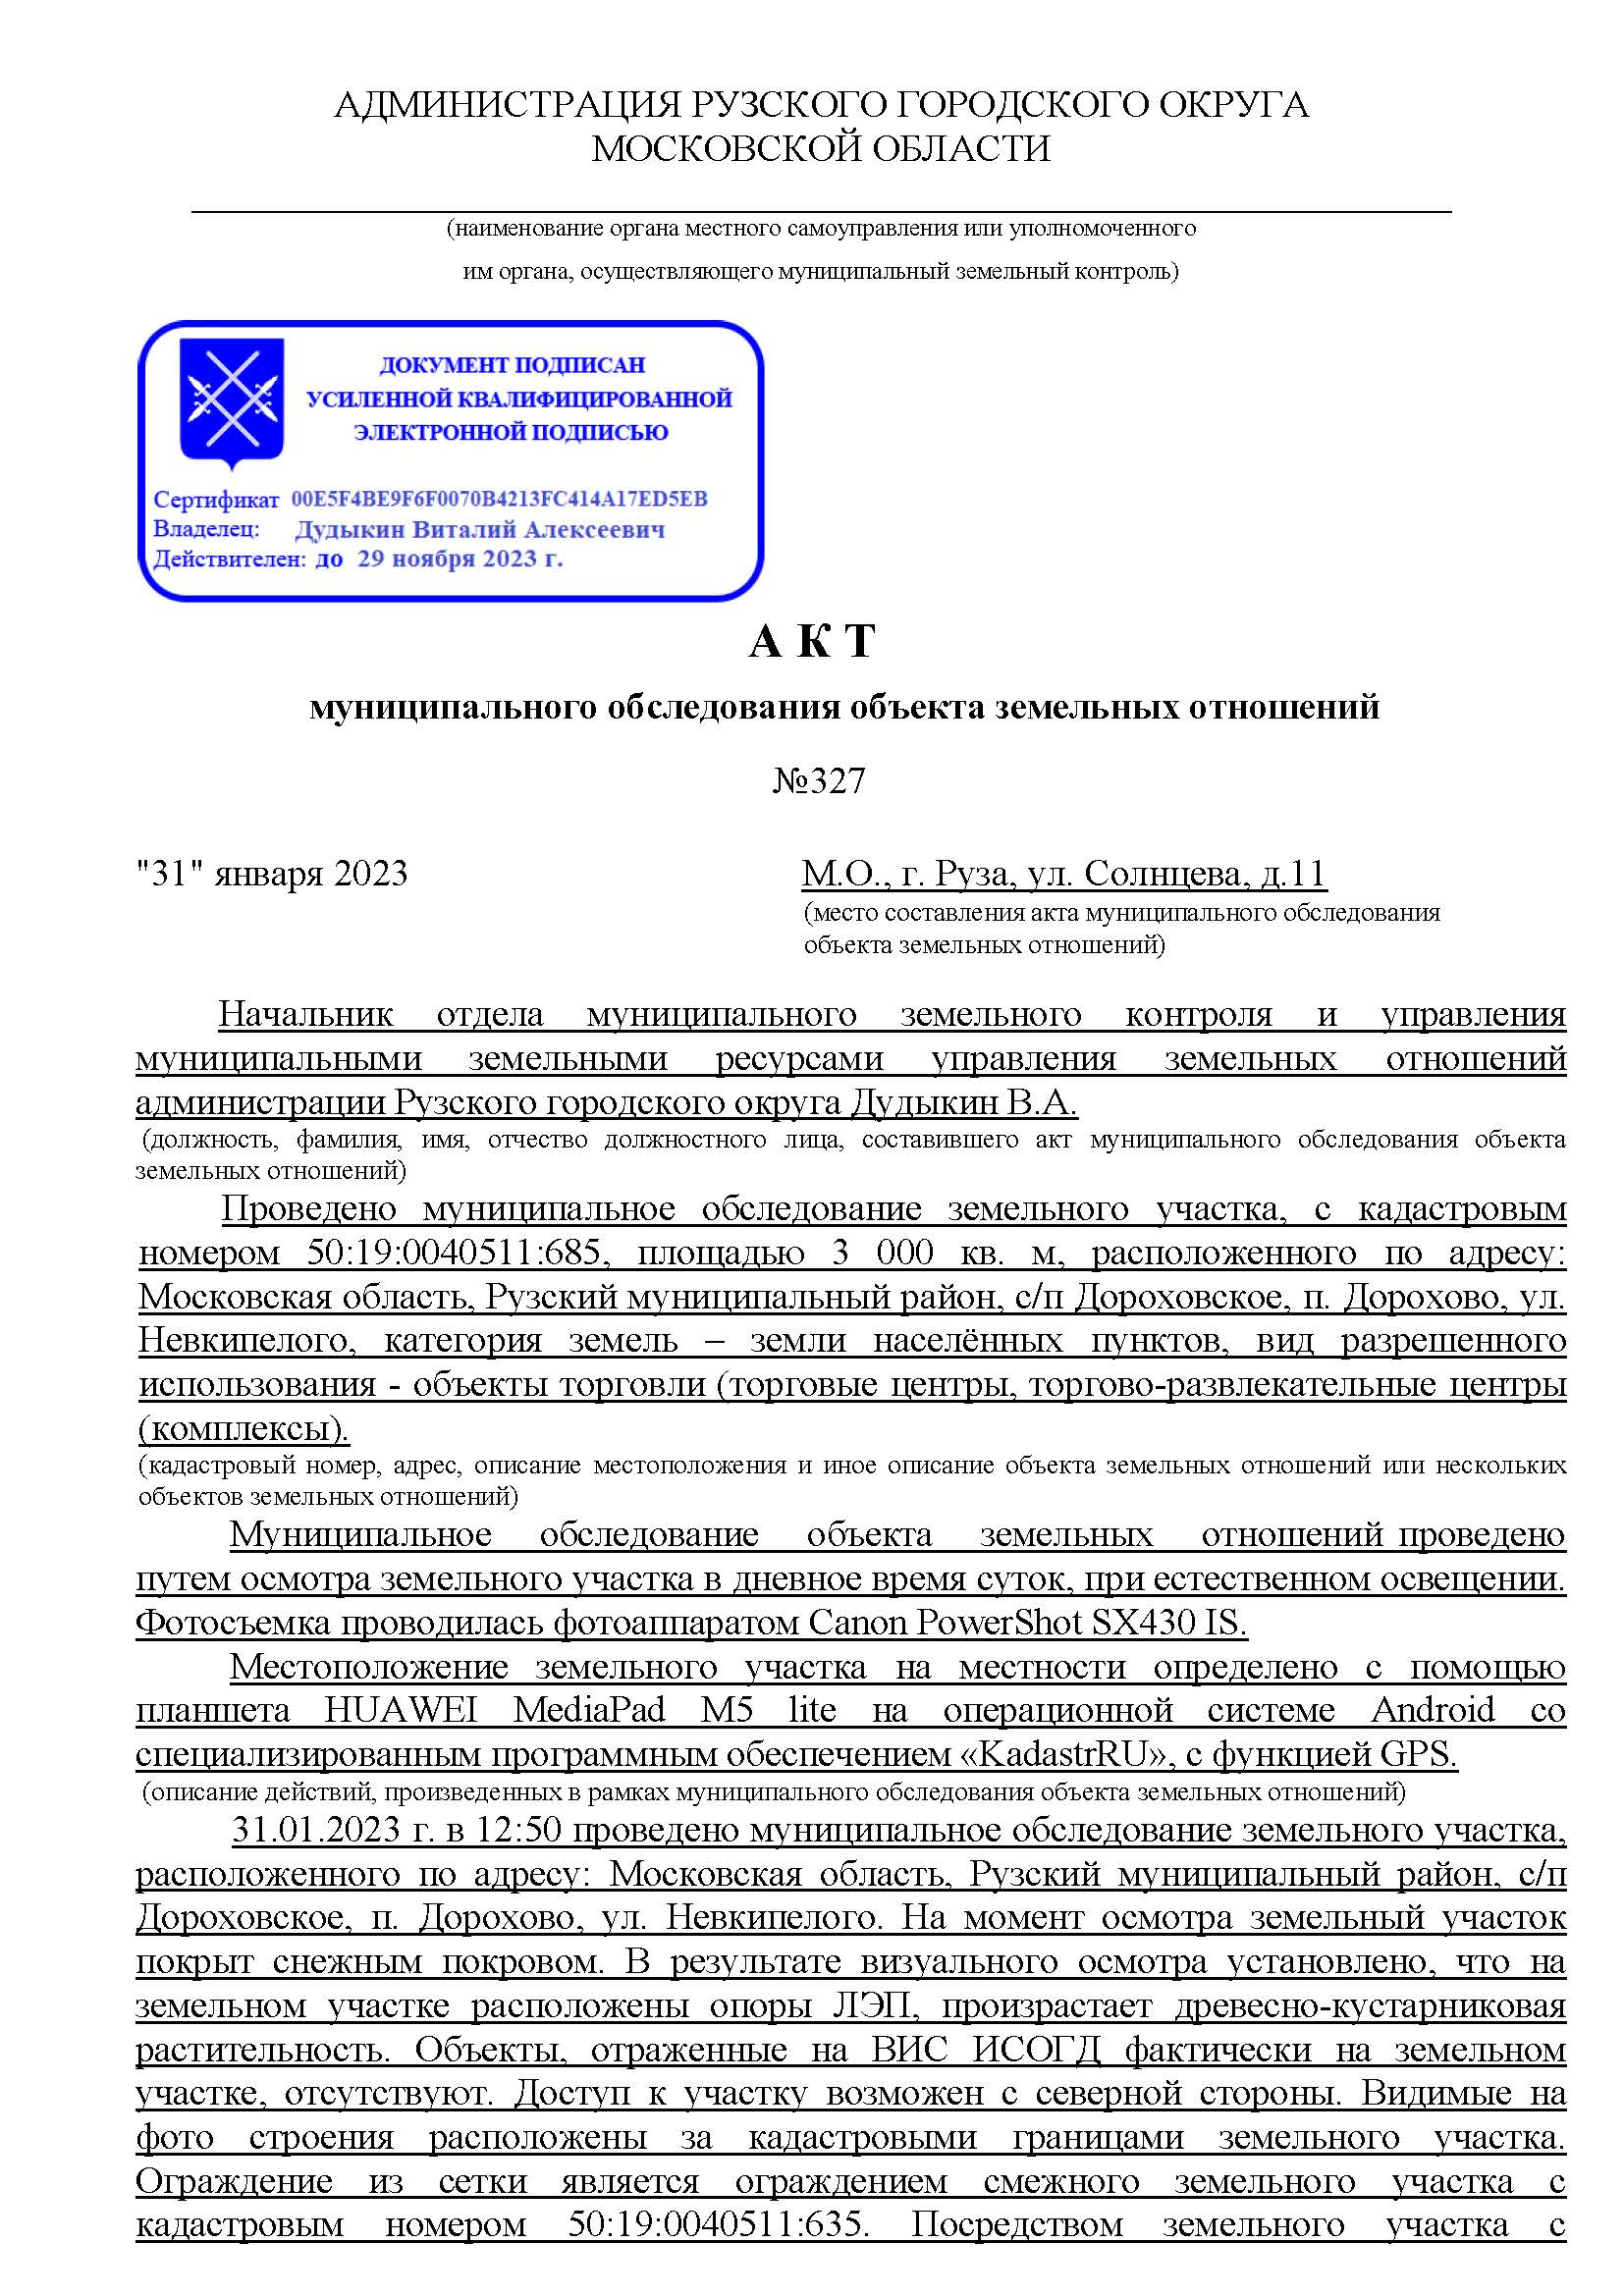 АДМИНИСТРАЦИЯ РУЗСКОГО ГОРОДСКОГО ОКРУГА
МОСКОВСКОЙ ОБЛАСТИ
(наименование органа местного самоуправления или уполномоченного
им органа, осуществляющего муниципальный земельный контроль)
ДОКУМЕНТ ПОДПИСАН
УСИЛЕННОЙ КВАЛИФИЦИРОВАННОЙ
ЭЛЕКТРОННОЙ ПОДПИСЬЮ
Сертификат 00E5F4BE9F6F0070B4213FC414A17ED5EB
Владелец: Дудыкин Виталий Алексеевич
Действителен: до 29 ноября 2023 г.
А К Т
муниципального обследования объекта земельных отношений
№327
"31" января 2023 М.О., г. Руза, ул. Солнцева, д.11
(место составления акта муниципального обследования
объекта земельных отношений)
Начальник отдела муниципального земельного контроля и управления
муниципальными земельными ресурсами управления земельных отношений
администрации Рузского городского округа Дудыкин В.А.
(должность, фамилия, имя, отчество должностного лица, составившего акт муниципального обследования объекта
земельных отношений)
Проведено муниципальное обследование земельного участка, с кадастровым
номером 50:19:0040511:685, площадью 3 000 кв. м, расположенного по адресу:
Московская область, Рузский муниципальный район, с/п Дороховское, п. Дорохово, ул.
Невкипелого, категория земель – земли населённых пунктов, вид разрешенного
использования - объекты торговли (торговые центры, торгово-развлекательные центры
(комплексы).
(кадастровый номер, адрес, описание местоположения и иное описание объекта земельных отношений или нескольких
объектов земельных отношений)
Муниципальное обследование объекта земельных отношений проведено
путем осмотра земельного участка в дневное время суток, при естественном освещении.
Фотосъемка проводилась фотоаппаратом Canon PowerShot SX430 IS.
Местоположение земельного участка на местности определено с помощью
планшета HUAWEI MediaPad M5 lite на операционной системе Android со
специализированным программным обеспечением «KadastrRU», с функцией GPS.
(описание действий, произведенных в рамках муниципального обследования объекта земельных отношений)
31.01.2023 г. в 12:50 проведено муниципальное обследование земельного участка,
расположенного по адресу: Московская область, Рузский муниципальный район, с/п
Дороховское, п. Дорохово, ул. Невкипелого. На момент осмотра земельный участок
покрыт снежным покровом. В результате визуального осмотра установлено, что на
земельном участке расположены опоры ЛЭП, произрастает древесно-кустарниковая
растительность. Объекты, отраженные на ВИС ИСОГД фактически на земельном
участке, отсутствуют. Доступ к участку возможен с северной стороны. Видимые на
фото строения расположены за кадастровыми границами земельного участка.
Ограждение из сетки является ограждением смежного земельного участка с
кадастровым номером 50:19:0040511:635. Посредством земельного участка с